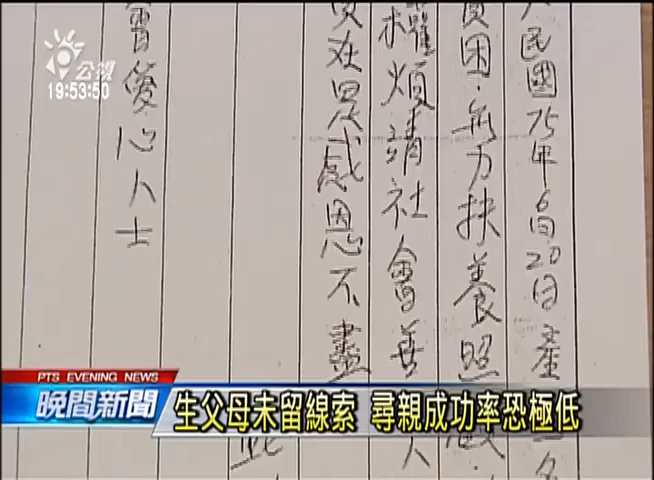 公視
19:53:50
民國75年6月20日產
貧困．無力扶養照
權煩請社會善人
在恩感恩不盡
愛心人士
PTS EVENING NEWS
晚間新聞
生父母未留線索 尋親成功率恐極低